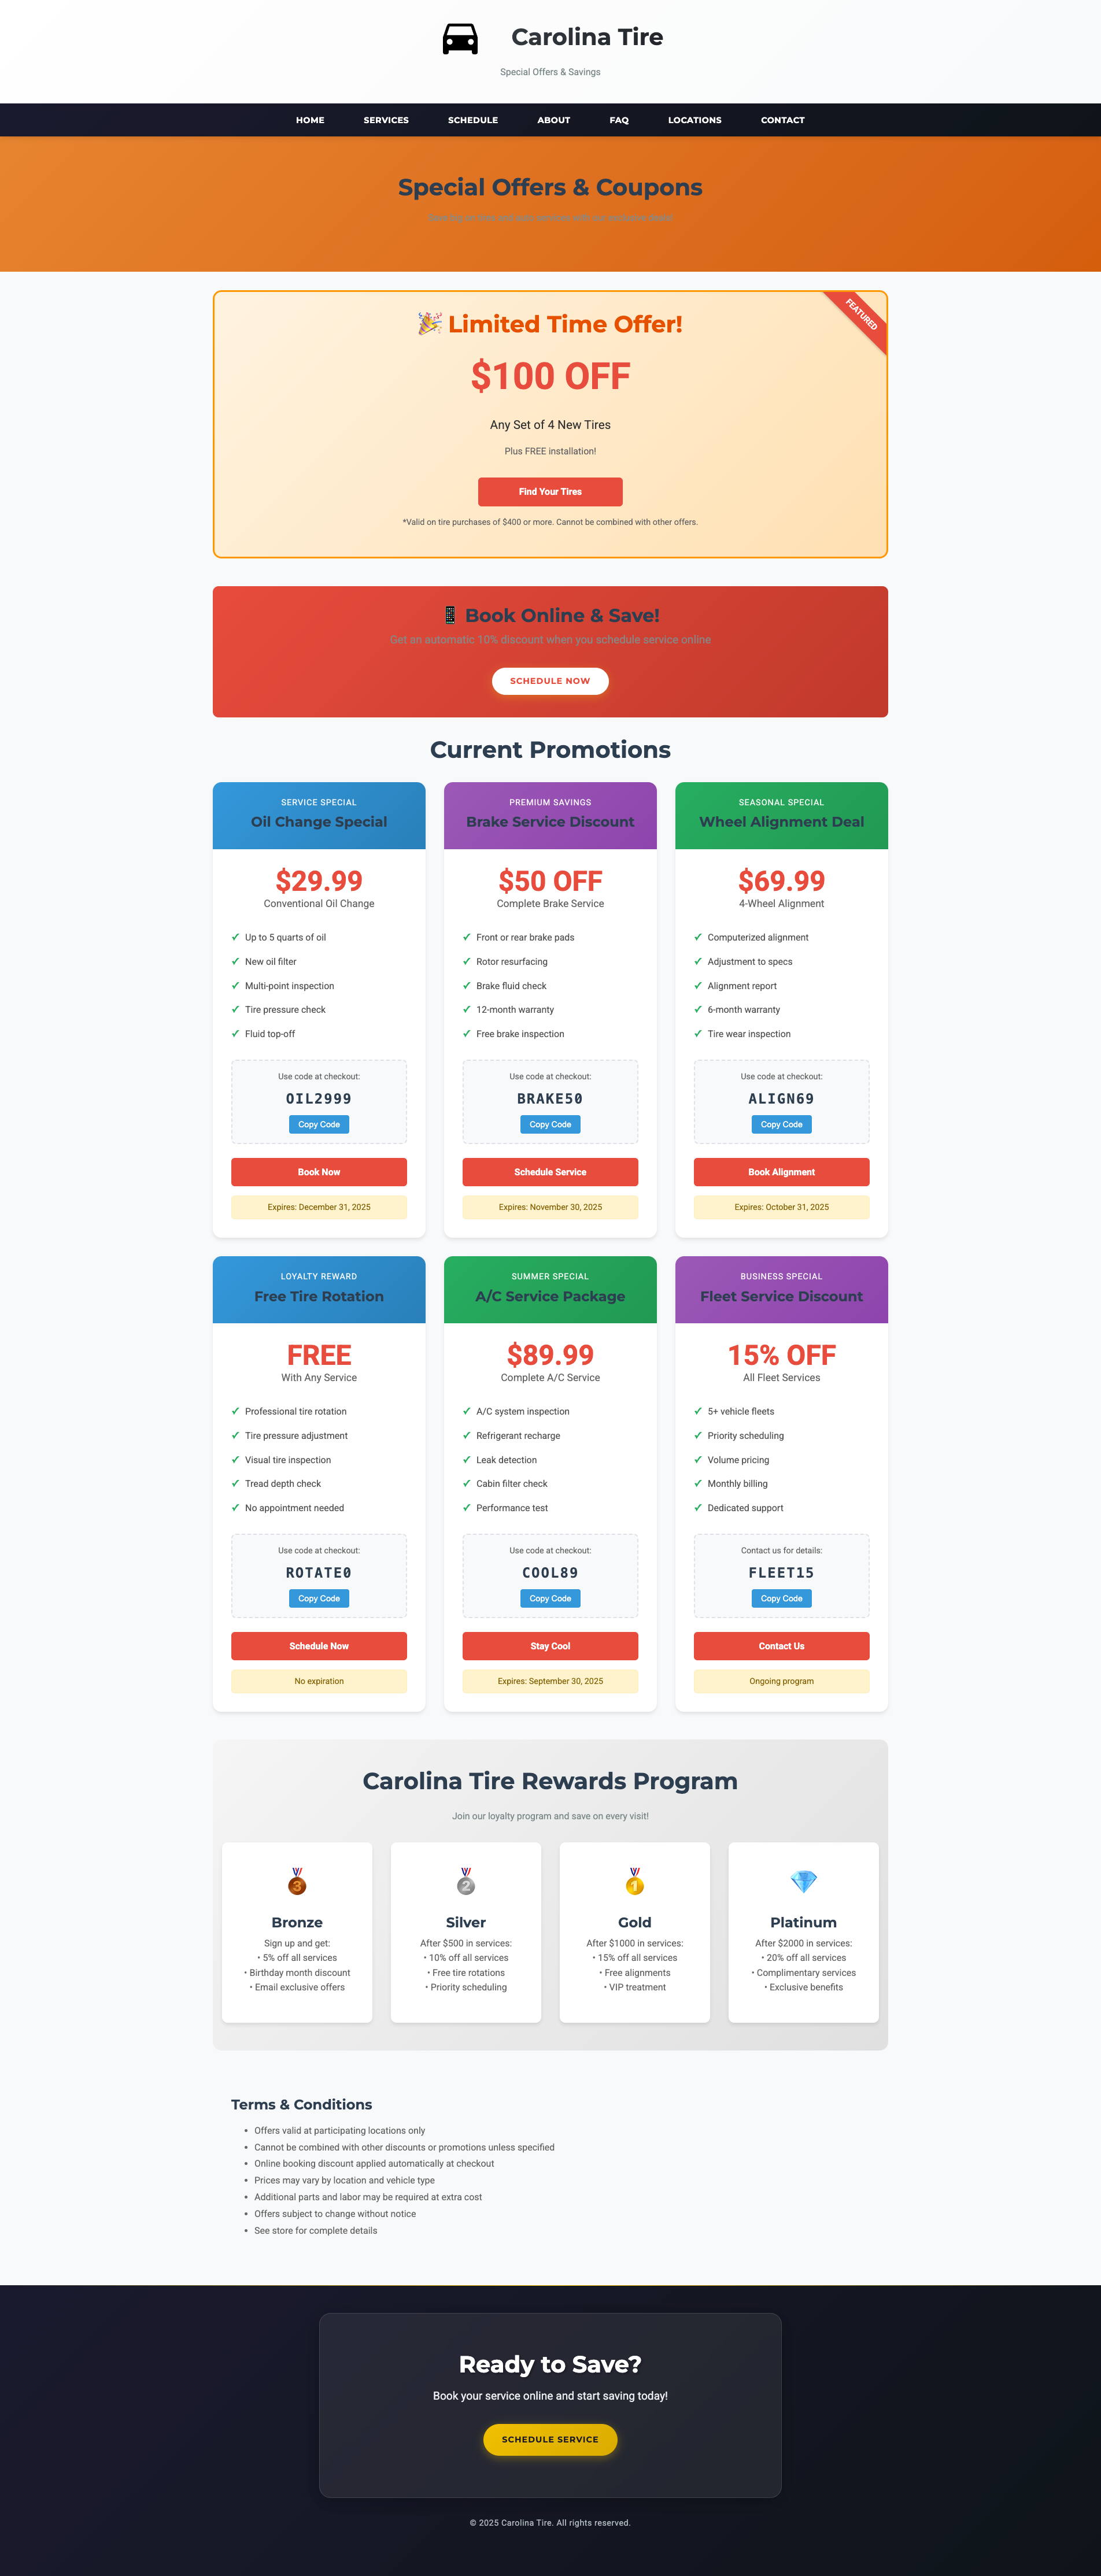 Carolina Tire
Special Offers & Savings
HOME SERVICES SCHEDULE ABOUT FAQ LOCATIONS CONTACT
Special Offers & Coupons
FEATURED
🎉 Limited Time Offer!
$100 OFF
Any Set of 4 New Tires
Plus FREE installation!
Find Your Tires
*Valid on tire purchases of $400 or more. Cannot be combined with other offers.
📱 Book Online & Save!
Get an automatic 10% discount when you schedule service online
SCHEDULE NOW
Current Promotions
SERVICE SPECIAL
Oil Change Special
$29.99
Conventional Oil Change
✓ Up to 5 quarts of oil
✓ New oil filter
✓ Multi-point inspection
✓ Tire pressure check
✓ Fluid top-off
Use code at checkout:
OIL2999
Copy Code
Book Now
Expires: December 31, 2025
PREMIUM SAVINGS
Brake Service Discount
$50 OFF
Complete Brake Service
✓ Front or rear brake pads
✓ Rotor resurfacing
✓ Brake fluid check
✓ 12-month warranty
✓ Free brake inspection
Use code at checkout:
BRAKE50
Copy Code
Schedule Service
Expires: November 30, 2025
SEASONAL SPECIAL
Wheel Alignment Deal
$69.99
4-Wheel Alignment
✓ Computerized alignment
✓ Adjustment to specs
✓ Alignment report
✓ 6-month warranty
✓ Tire wear inspection
Use code at checkout:
ALIGN69
Copy Code
Book Alignment
Expires: October 31, 2025
LOYALTY REWARD
Free Tire Rotation
FREE
With Any Service
✓ Professional tire rotation
✓ Tire pressure adjustment
✓ Visual tire inspection
✓ Tread depth check
✓ No appointment needed
Use code at checkout:
ROTATE0
Copy Code
Schedule Now
No expiration
SUMMER SPECIAL
A/C Service Package
$89.99
Complete A/C Service
✓ A/C system inspection
✓ Refrigerant recharge
✓ Leak detection
✓ Cabin filter check
✓ Performance test
Use code at checkout:
COOL89
Copy Code
Stay Cool
Expires: September 30, 2025
BUSINESS SPECIAL
Fleet Service Discount
15% OFF
All Fleet Services
✓ 5+ vehicle fleets
✓ Priority scheduling
✓ Volume pricing
✓ Monthly billing
✓ Dedicated support
Contact us for details:
FLEET15
Copy Code
Contact Us
Ongoing program
Carolina Tire Rewards Program
Join our loyalty program and save on every visit!
3
Bronze
Sign up and get:
• 5% off all services
• Birthday month discount
• Email exclusive offers
2
Silver
After $500 in services:
• 10% off all services
• Free tire rotations
• Priority scheduling
1
Gold
After $1000 in services:
• 15% off all services
• Free alignments
• VIP treatment
Platinum
After $2000 in services:
• 20% off all services
• Complimentary services
• Exclusive benefits
Terms & Conditions
• Offers valid at participating locations only
• Cannot be combined with other discounts or promotions unless specified
• Online booking discount applied automatically at checkout
• Prices may vary by location and vehicle type
• Additional parts and labor may be required at extra cost
• Offers subject to change without notice
• See store for complete details
Ready to Save?
Book your service online and start saving today!
SCHEDULE SERVICE
© 2025 Carolina Tire. All rights reserved.